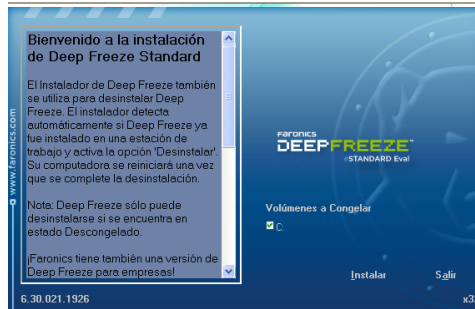 Bienvenido a la instalación
de Deep Freeze Standard
El Instalador de Deep Freeze también
se utiliza para desinstalar Deep
Freeze. El instalador detecta
automáticamente si Deep Freeze ya
fue instalado en una estación de
trabajo y activa la opción 'Desinstalar'.
Su computadora se reiniciará una vez
que se complete la desinstalación.
Nota: Deep Freeze sólo puede
desinstalarse si se encuentra en
estado Descongelado.
¡Faronics tiene también una versión de
Deep Freeze para empresas!
www.faronics.com
Faronics
DEEPFREEZE™
STANDARD Eval
Volúmenes a Congelar
C:
Instalar
Salir
6.30.021.1926